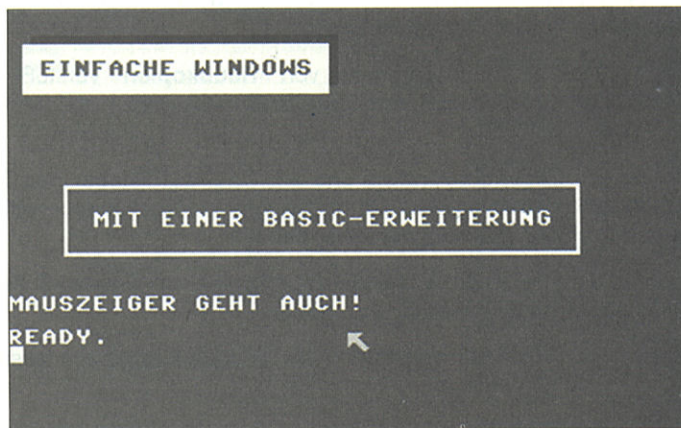 EINFACHE WINDOWS
MIT EINER BASIC-ERWEITERUNG
MAUSZEIGER GEHT AUCH!
READY.